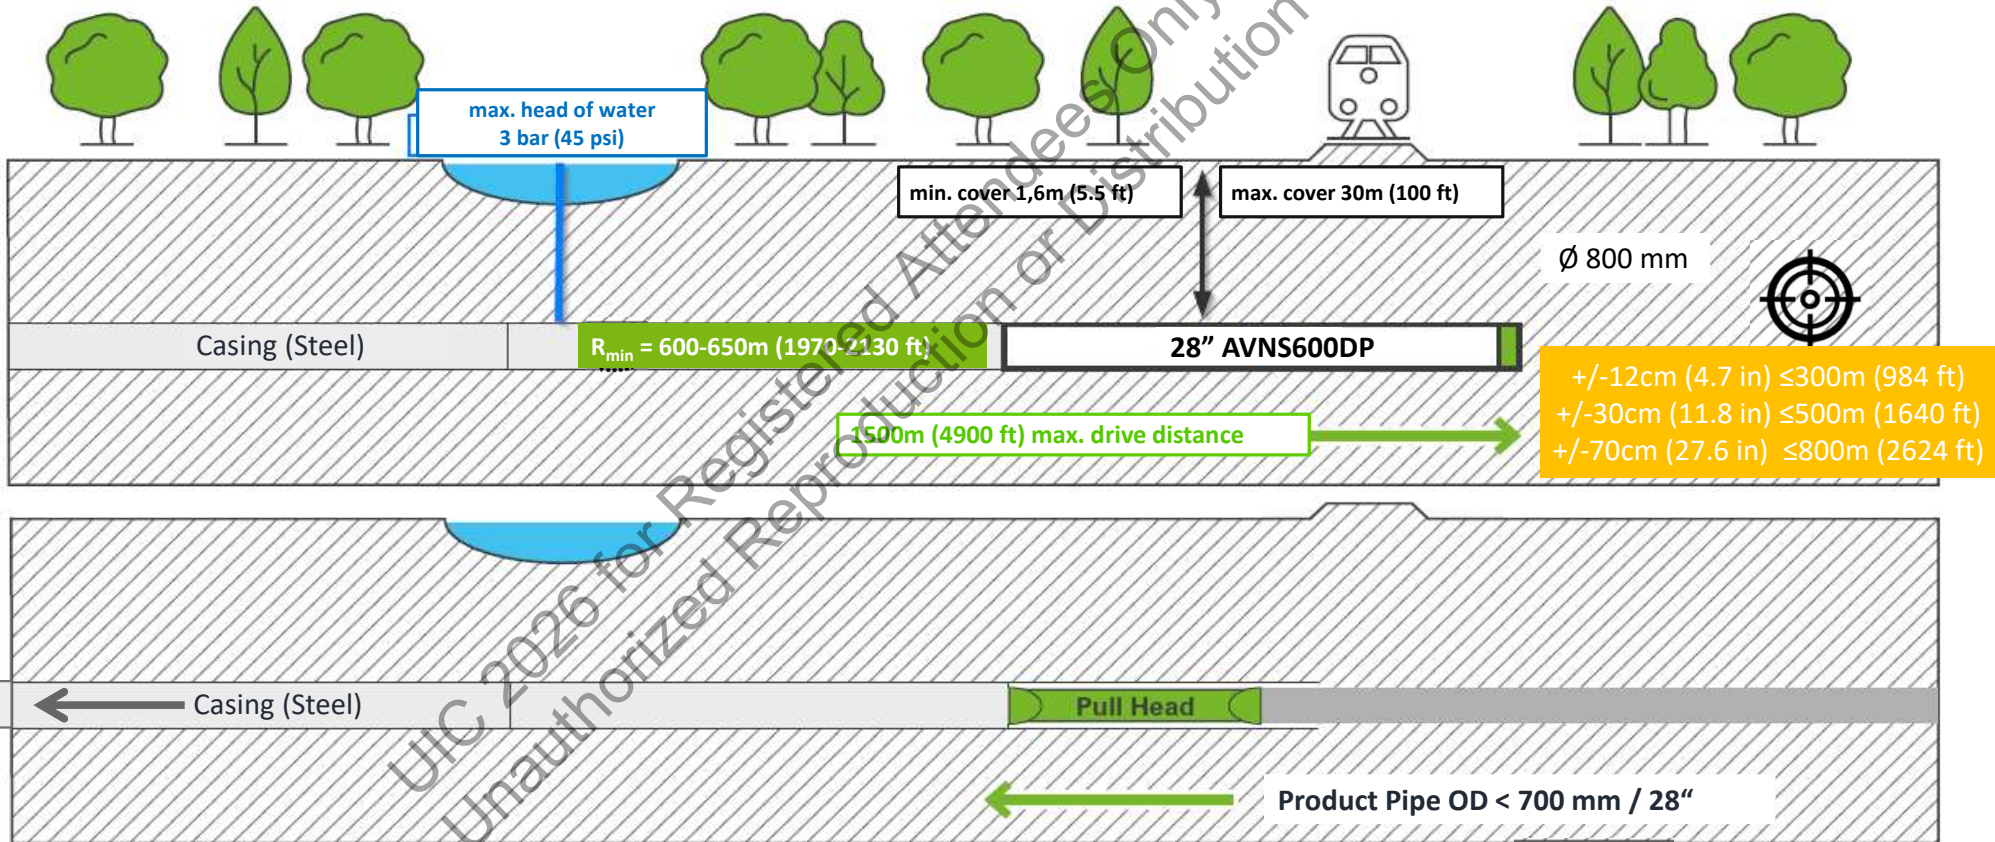 max. head of water
3 bar (45 psi)
min. cover 1,6m (5.5 ft)
max. cover 30m (100 ft)
Ø 800 mm
Casing (Steel)
Rmin = 600-650m (1970-2130 ft)
28” AVNS600DP
+/-12cm (4.7 in) ≤300m (984 ft)
+/-30cm (11.8 in) ≤500m (1640 ft)
+/-70cm (27.6 in) ≤800m (2624 ft)
1500m (4900 ft) max. drive distance
Casing (Steel)
Pull Head
Product Pipe OD < 700 mm / 28“
UIC 2026 for Registered Attendees Only
Unauthorized Reproduction or Distribution